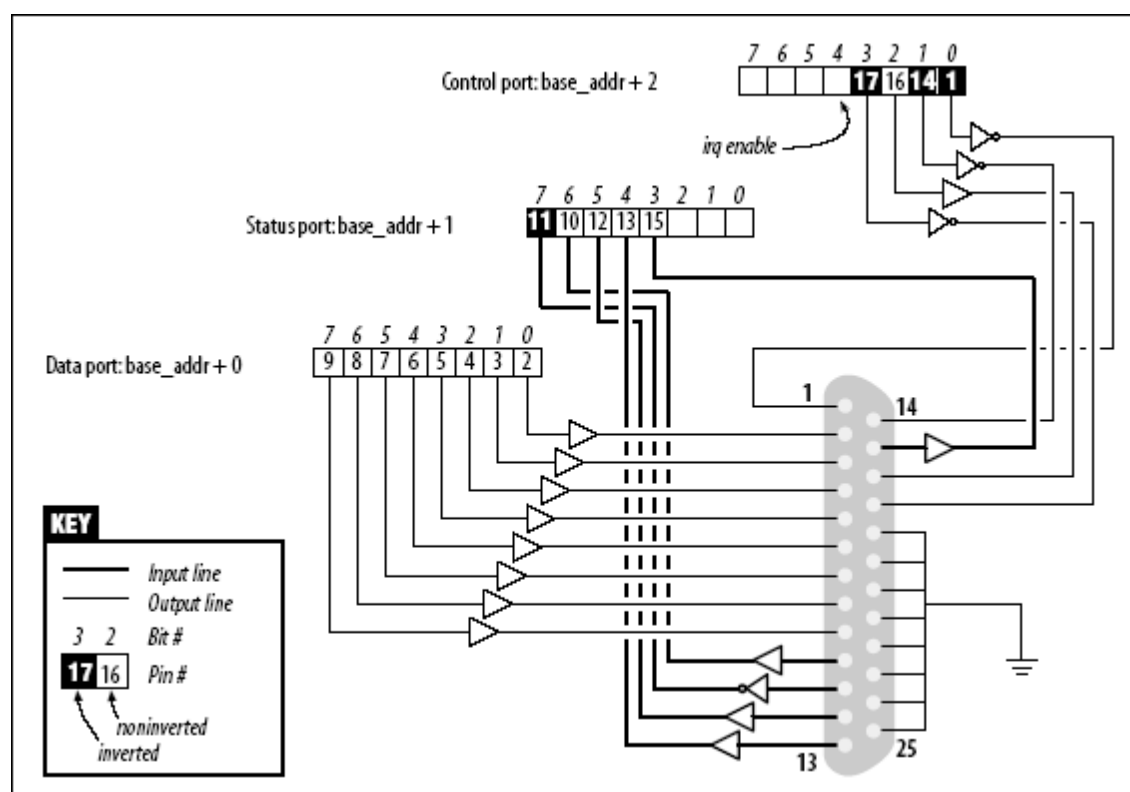 7 6 5 4 3 2 1 0
Control port: base_addr + 2
17 16 14 1
irq enable
7 6 5 4 3 2 1 0
Status port: base_addr + 1
11 10 12 13 15
7 6 5 4 3 2 1 0
Data port: base_addr + 0
9 8 7 6 5 4 3 2
1
14
KEY
Input line
Output line
3 2 Bit #
17 16 Pin #
noninverted
inverted
13
25